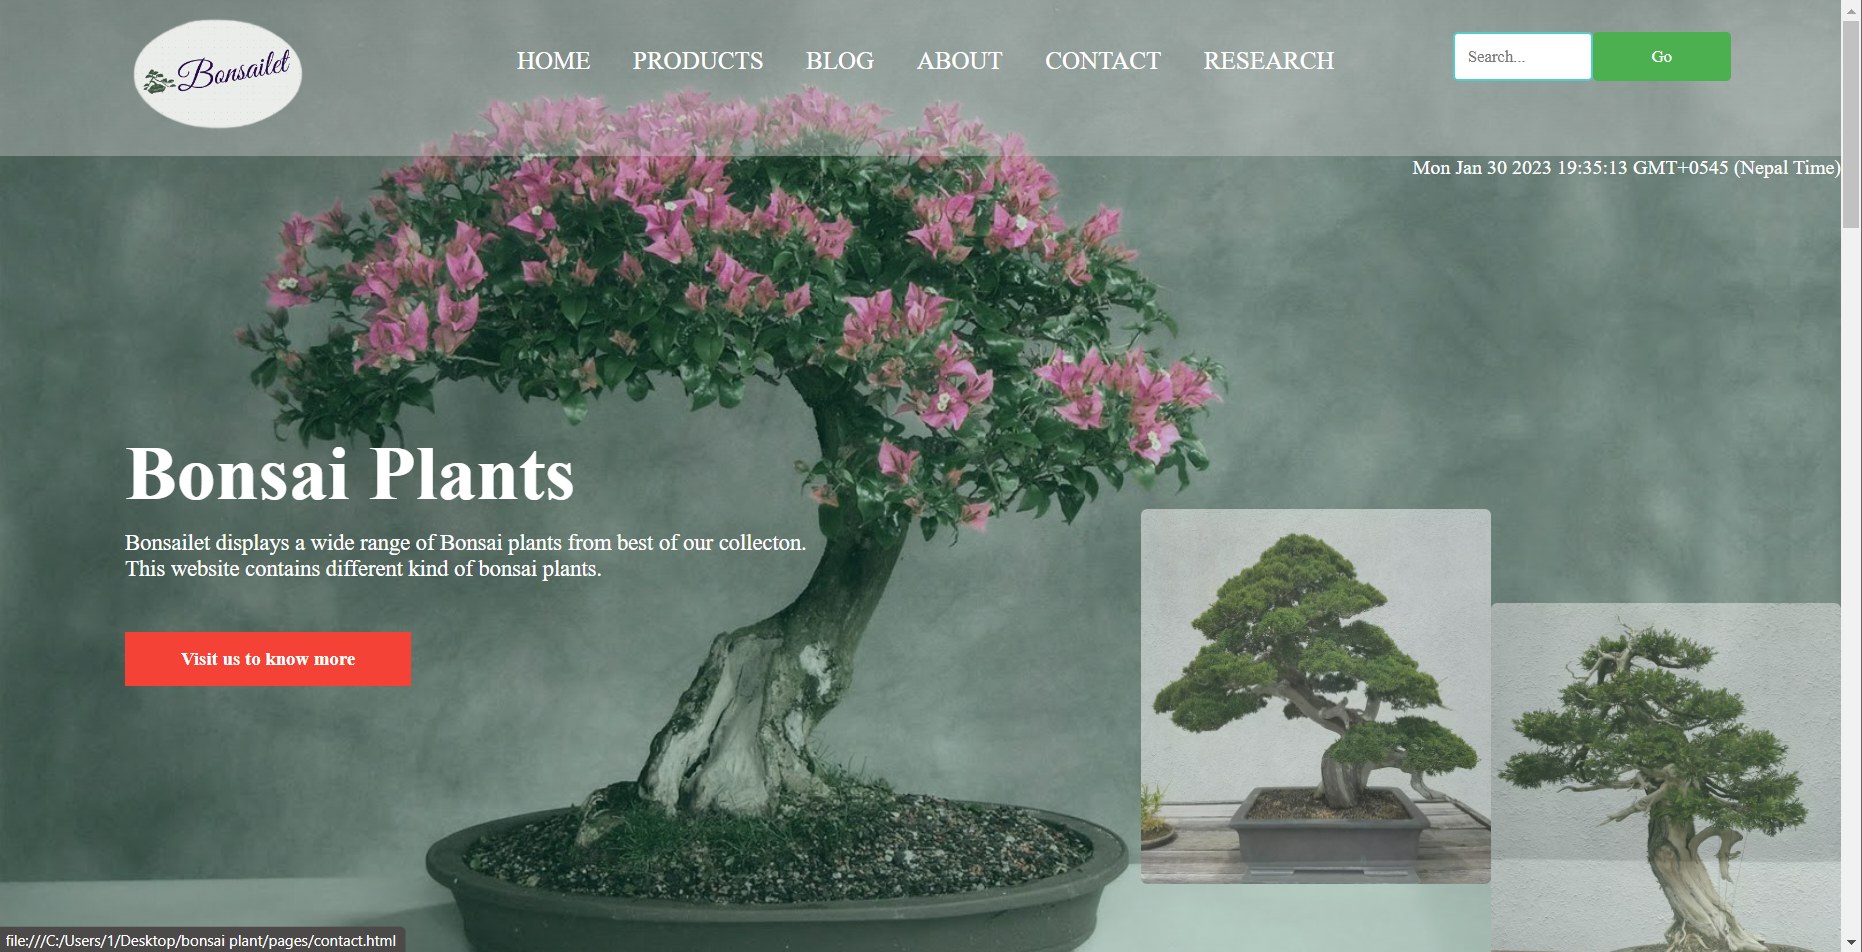 Bonsailet
HOME PRODUCTS BLOG ABOUT CONTACT RESEARCH
Search... Go
Mon Jan 30 2023 19:35:13 GMT+0545 (Nepal Time)
Bonsai Plants
Bonsailet displays a wide range of Bonsai plants from best of our collecton.
This website contains different kind of bonsai plants.
Visit us to know more
file:///C:/Users/1/Desktop/bonsai plant/pages/contact.html